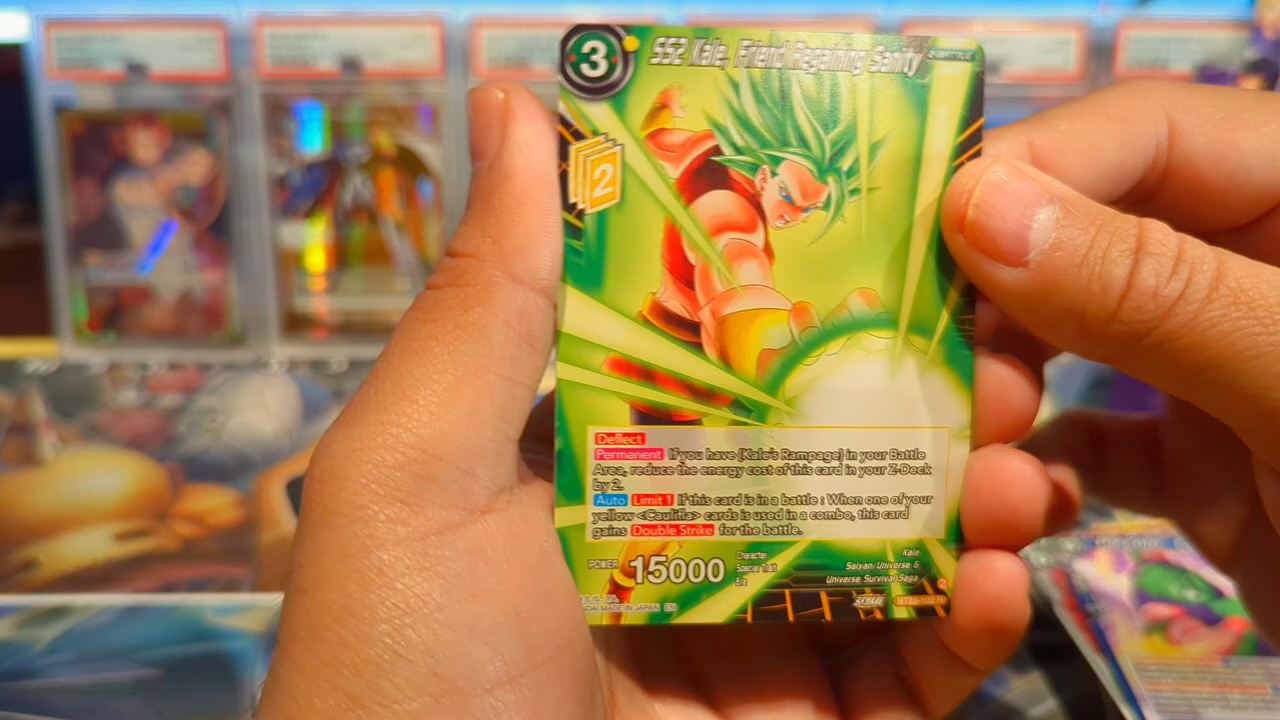 3
SS2 Kale, Friend Regaining Sanity
BATTLE
2
Deflect
Permanent If you have {Kale's Rampage} in your Battle
Area, reduce the energy cost of this card in your Z-Deck
by 2.
Auto Limit 1 If this card is in a battle : When one of your
yellow <Caulifla> cards is used in a combo, this card
gains Double Strike for the battle.
POWER 15000
Character Kale
Special Trait Saiyan/Universe 6
Era Universe Survival Saga
MADE IN JAPAN EN